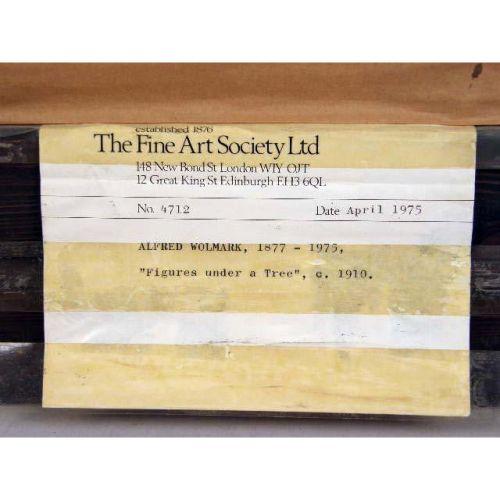 established 1876
The Fine Art Society Ltd
148 New Bond St London W1Y OJT
12 Great King St Edinburgh EH3 6QL
No. 4712 Date April 1975
ALFRED WOLMARK, 1877 - 1975,
"Figures under a Tree", c. 1910.